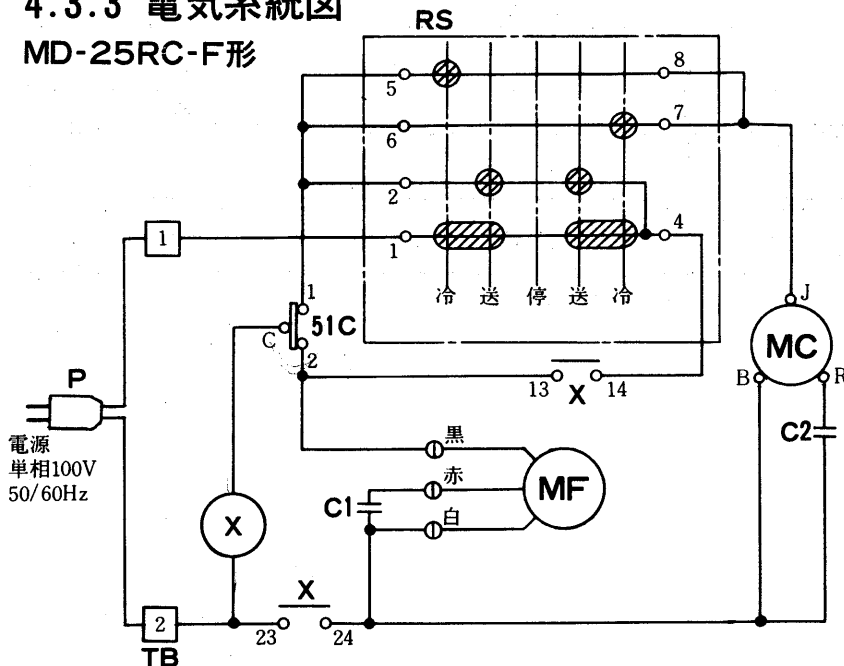 4.3.3 電気系統図
MD-25RC-F形
RS
5
8
6
7
2
1
4
冷 送 停 送 冷
1
1
C
51C
2
13 X 14
J
MC
B
R
C2
P
電源
単相100V
50/60Hz
黒
赤
白
C1
MF
X
X
2
23
24
TB